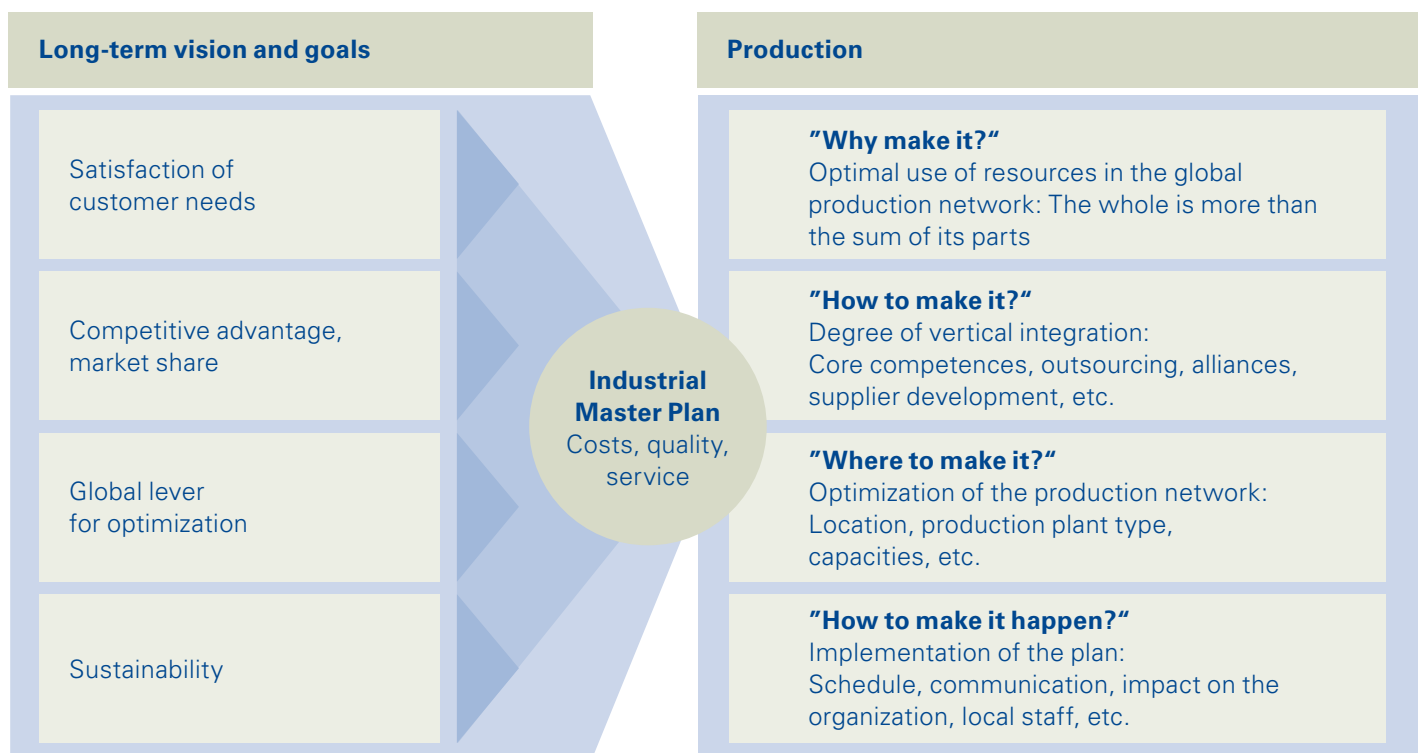 Long-term vision and goals
Satisfaction of
customer needs
Competitive advantage,
market share
Global lever
for optimization
Sustainability
Industrial
Master Plan
Costs, quality,
service
Production
”Why make it?“
Optimal use of resources in the global
production network: The whole is more than
the sum of its parts
”How to make it?“
Degree of vertical integration:
Core competences, outsourcing, alliances,
supplier development, etc.
”Where to make it?“
Optimization of the production network:
Location, production plant type,
capacities, etc.
”How to make it happen?“
Implementation of the plan:
Schedule, communication, impact on the
organization, local staff, etc.